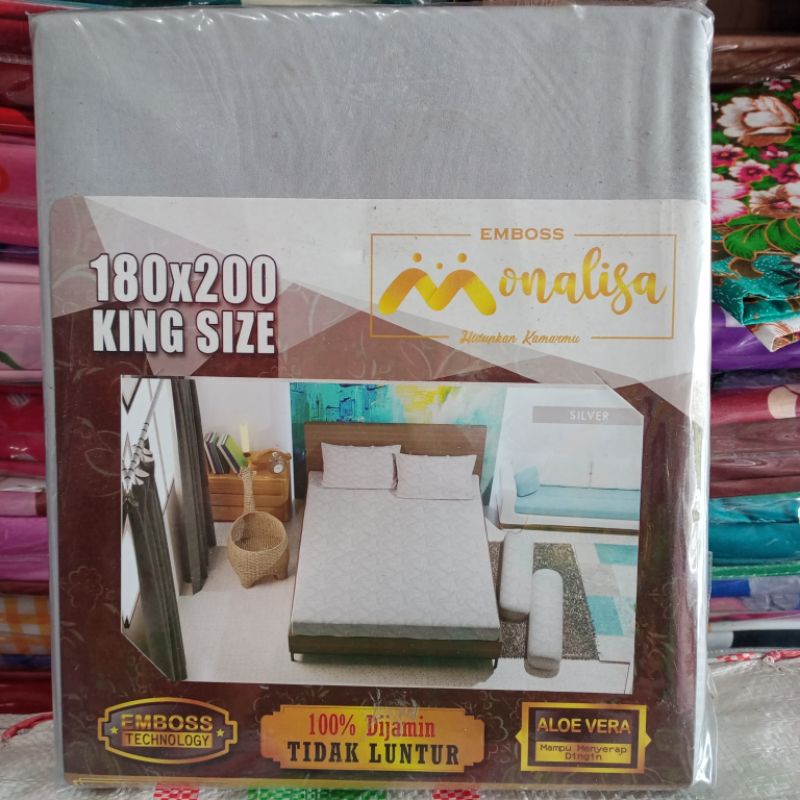 180x200
KING SIZE
EMBOSS
Monalisa
Hidupkan Kamarmu
SILVER
EMBOSS
TECHNOLOGY
100% Dijamin
TIDAK LUNTUR
ALOE VERA
Mampu Menyerap
Dingin